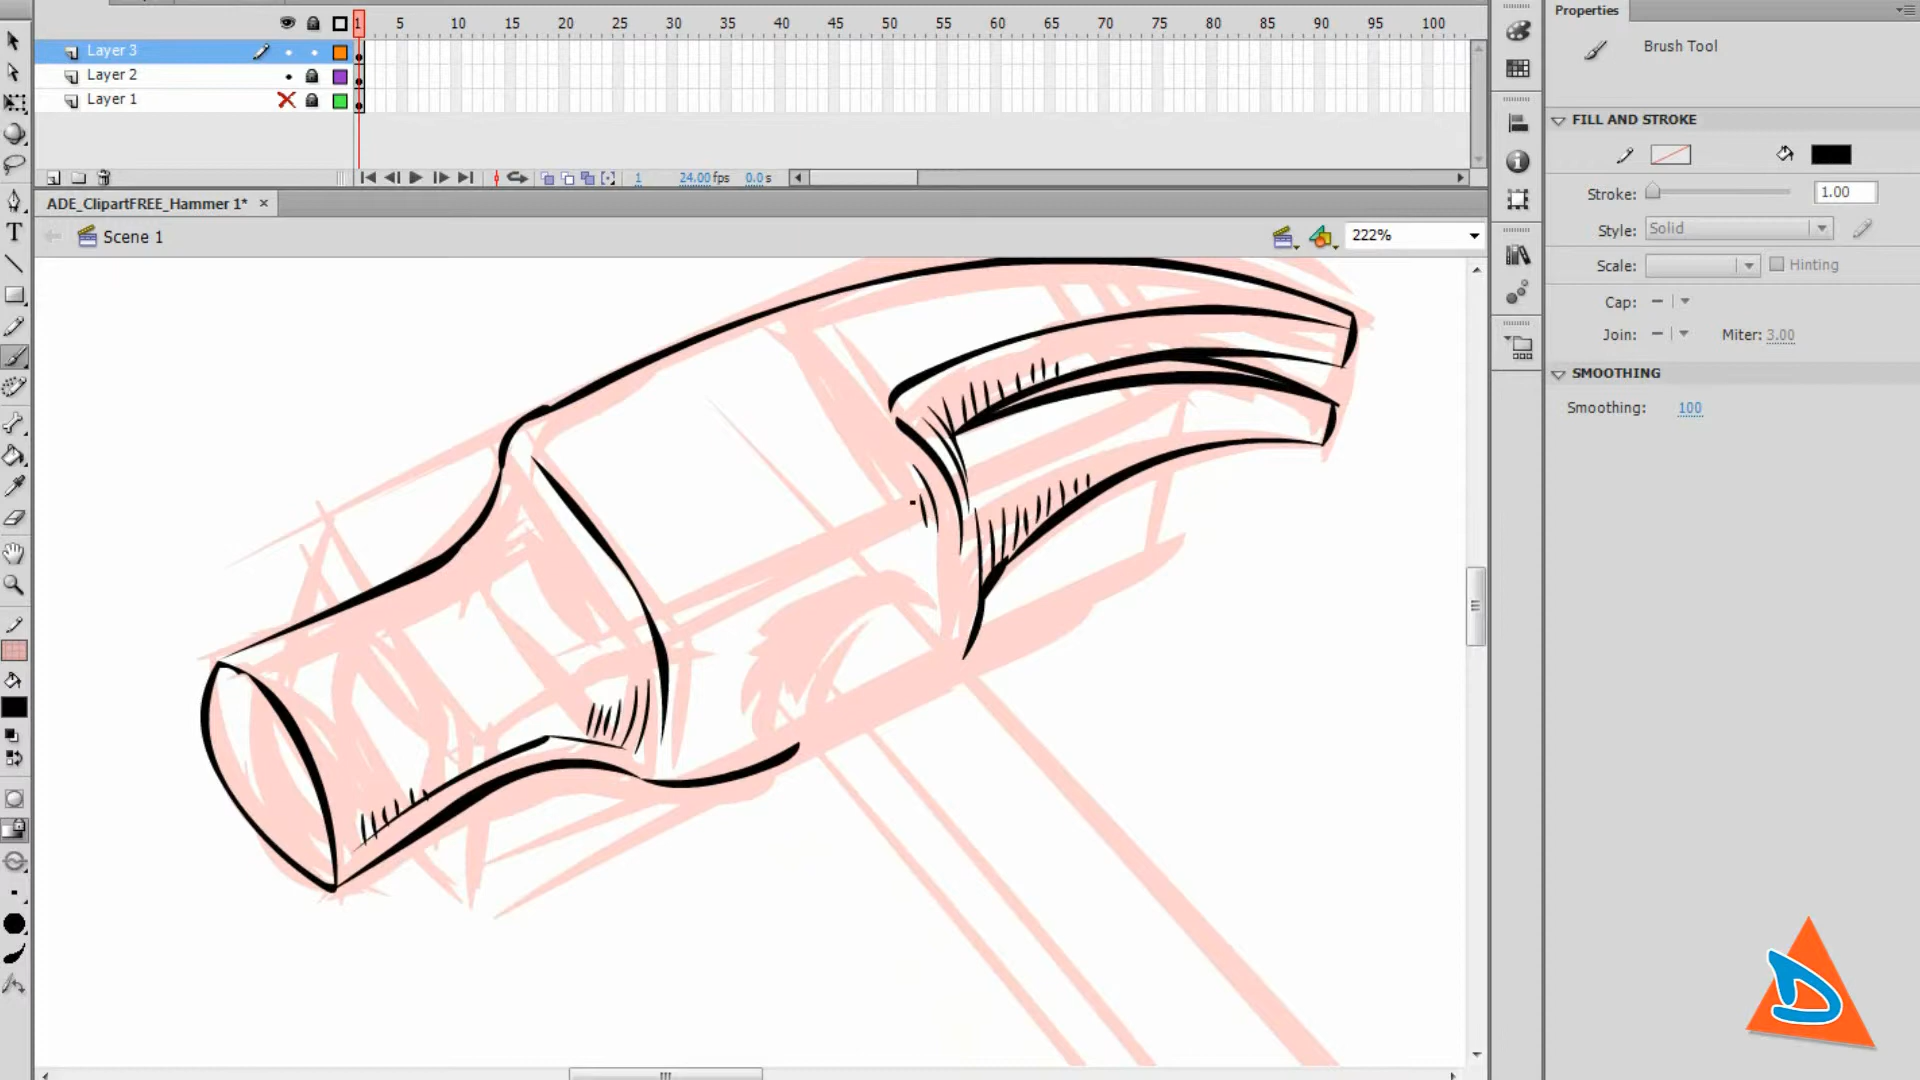 Properties
1 5 10 15 20 25 30 35 40 45 50 55 60 65 70 75 80 85 90 95 100
Layer 3
Layer 2
Layer 1
1 24.00 fps 0.0 s
ADE_ClipartFREE_Hammer 1*
Scene 1
222%
Brush Tool
FILL AND STROKE
Stroke: 1.00
Style: Solid
Scale: Hinting
Cap:
Join: Miter: 3.00
SMOOTHING
Smoothing: 100
T
D